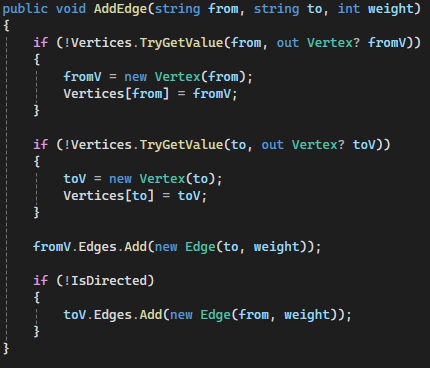 public void AddEdge(string from, string to, int weight)
{
    if (!Vertices.TryGetValue(from, out Vertex? fromV))
    {
        fromV = new Vertex(from);
        Vertices[from] = fromV;
    }

    if (!Vertices.TryGetValue(to, out Vertex? toV))
    {
        toV = new Vertex(to);
        Vertices[to] = toV;
    }

    fromV.Edges.Add(new Edge(to, weight));

    if (!IsDirected)
    {
        toV.Edges.Add(new Edge(from, weight));
    }
}